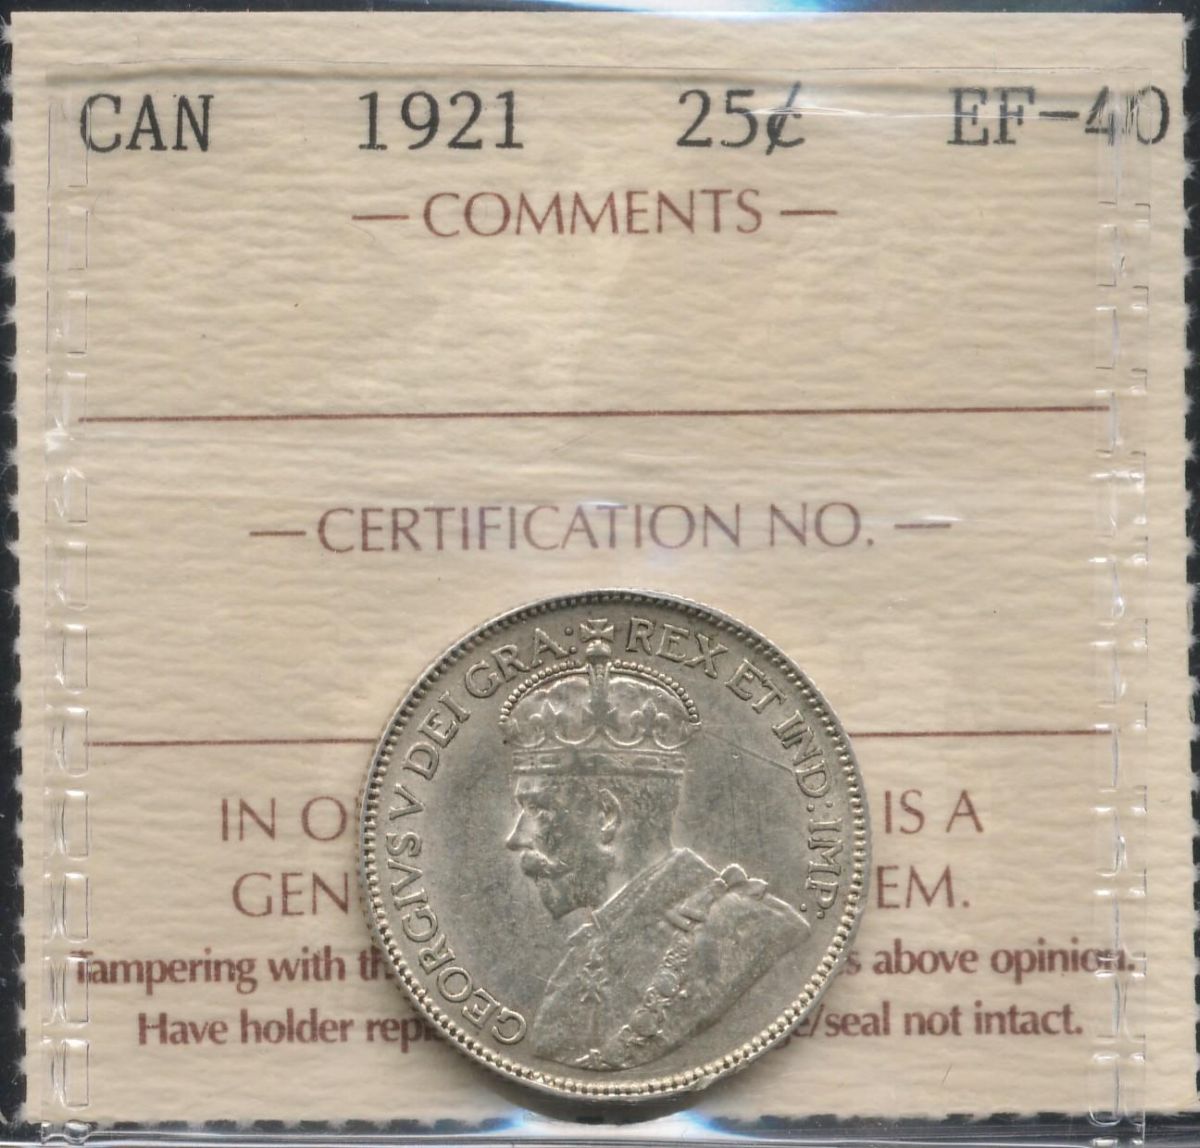 CAN 1921 25¢ EF-40
— COMMENTS —
— CERTIFICATION NO. —
GEORGIVS V DEI GRA: REX ET IND: IMP:
IN O IS A
GEN EM.
Tampering with th s above opinion.
Have holder repl e/seal not intact.